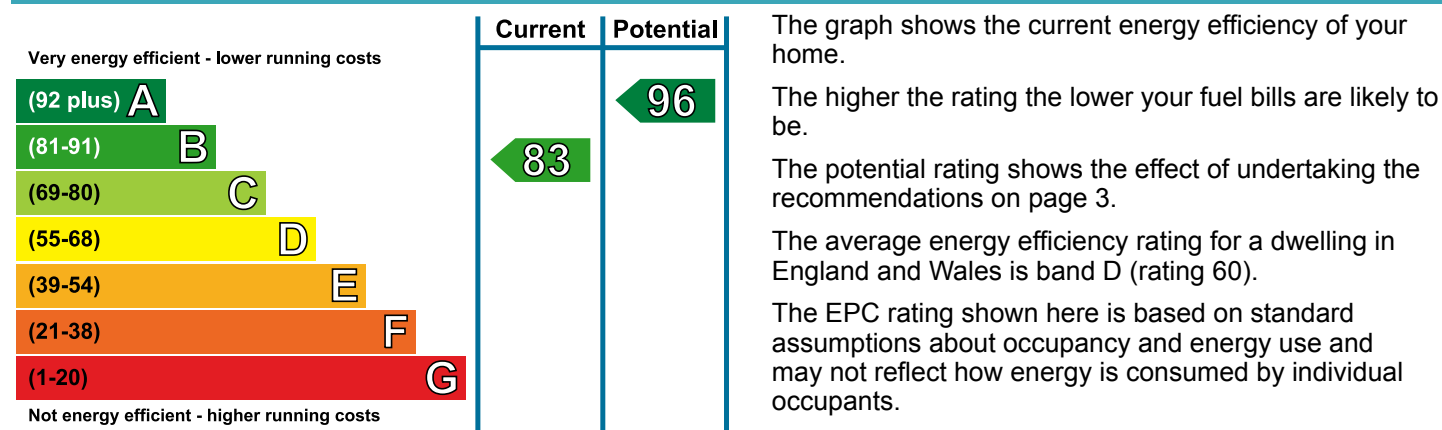 Current Potential
Very energy efficient - lower running costs
(92 plus) A
96
(81-91) B
83
(69-80) C
(55-68) D
(39-54) E
(21-38) F
(1-20) G
Not energy efficient - higher running costs
The graph shows the current energy efficiency of your
home.
The higher the rating the lower your fuel bills are likely to
be.
The potential rating shows the effect of undertaking the
recommendations on page 3.
The average energy efficiency rating for a dwelling in
England and Wales is band D (rating 60).
The EPC rating shown here is based on standard
assumptions about occupancy and energy use and
may not reflect how energy is consumed by individual
occupants.